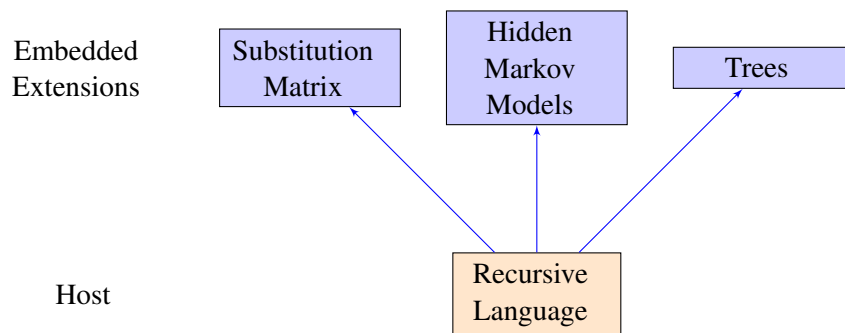 Embedded
Extensions
Substitution
Matrix
Hidden
Markov
Models
Trees
Host
Recursive
Language